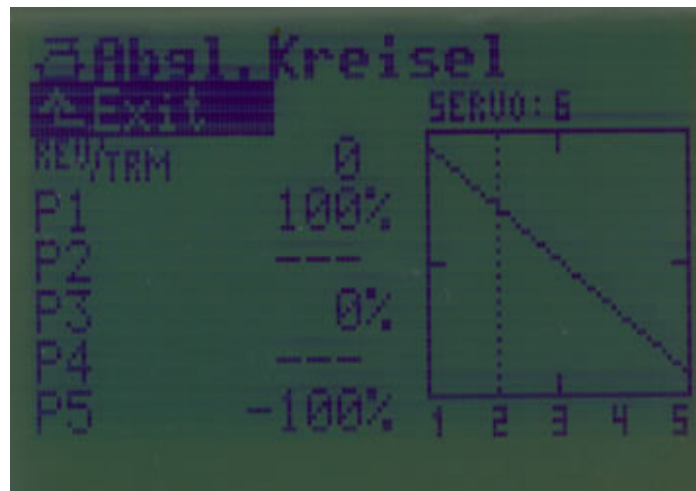 Abgl.Kreisel
Exit
SERVO:6
REV/TRM 0
P1 100%
P2 ---
P3 0%
P4 ---
P5 -100%
1 2 3 4 5